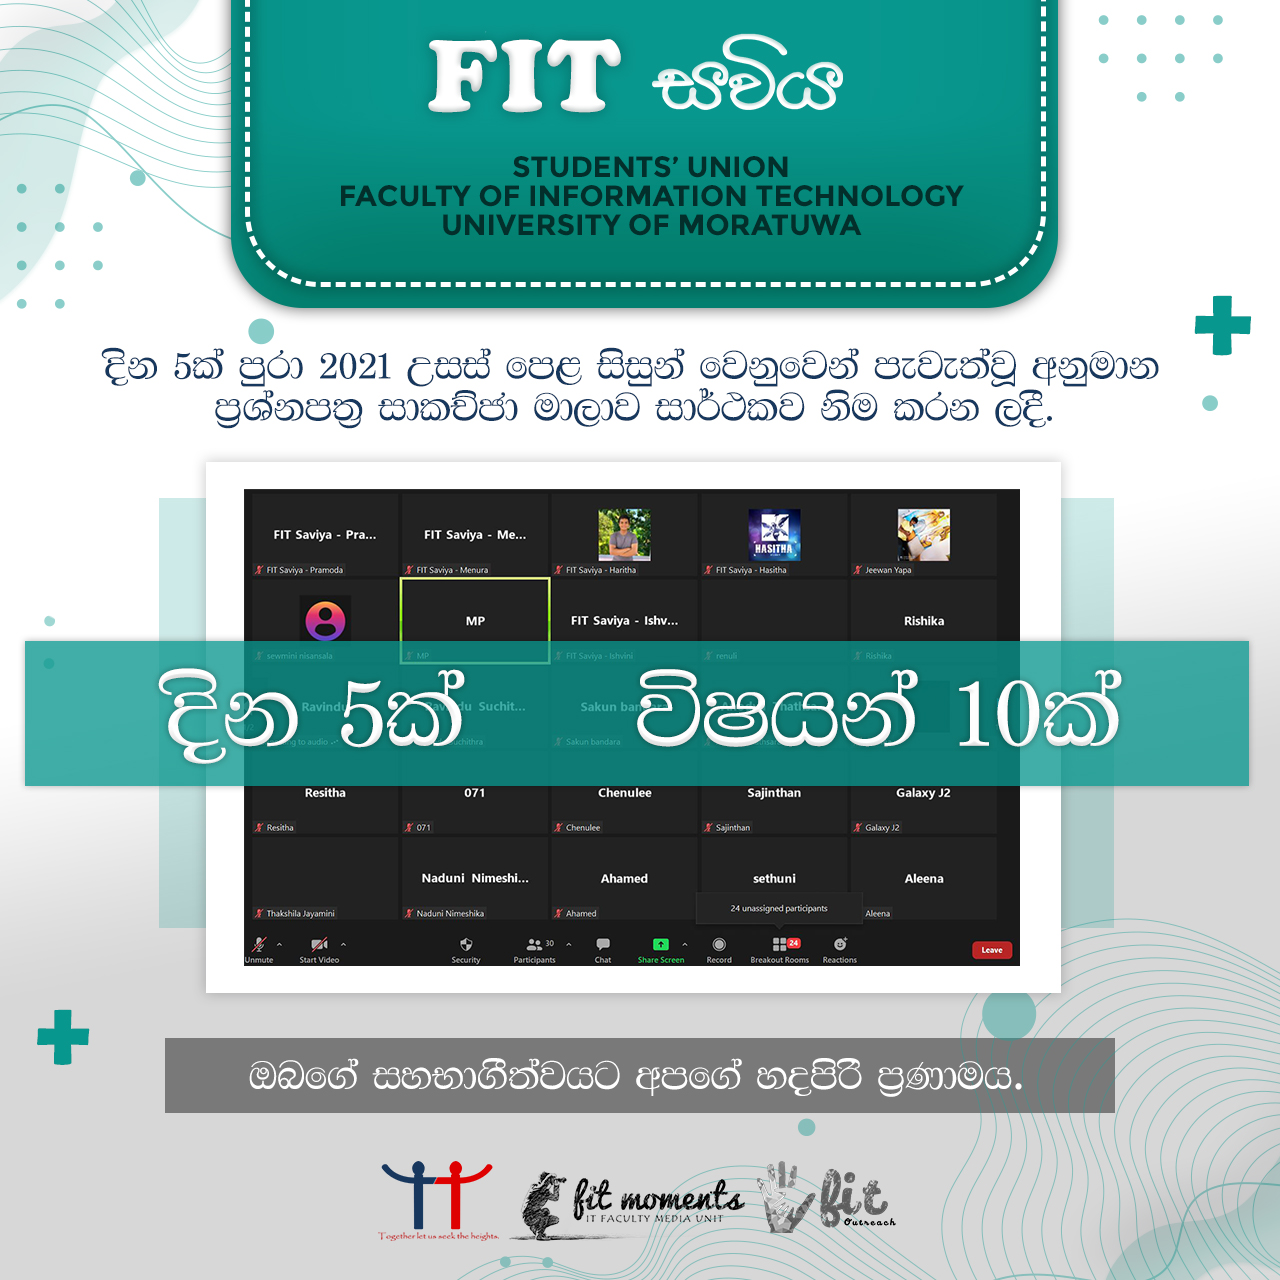 FIT සවිය
STUDENTS' UNION
FACULTY OF INFORMATION TECHNOLOGY
UNIVERSITY OF MORATUWA
දින 5ක් පුරා 2021 උසස් පෙළ සිසුන් වෙනුවෙන් පැවැත්වූ අනුමාන
ප්‍රශ්නපත්‍ර සාකච්ඡා මාලාව සාර්ථකව නිම කරන ලදී.
FIT Saviya - Pra... FIT Saviya - Me...
HASITHA
FIT Saviya - Pramoda FIT Saviya - Menura FIT Saviya - Haritha FIT Saviya - Hasitha Jeewan Yapa
MP FIT Saviya - Ishv... Rishika
sewmini nisansala MP FIT Saviya - Ishvini renuli Rishika
දින 5ක් විෂයන් 10ක්
Sakun bandara
Resitha 071 Chenulee Sajinthan Galaxy J2
Resitha 071 Chenulee Sajinthan Galaxy J2
Naduni Nimeshi... Ahamed sethuni Aleena
24 unassigned participants
Thakshila Jayamini Naduni Nimeshika Ahamed Aleena
30 24
Unmute Start Video Security Participants Chat Share Screen Record Breakout Rooms Reactions Leave
ඔබගේ සහභාගීත්වයට අපගේ හදපිරි ප්‍රණාමය.
Together let us seek the heights.
fit moments
IT FACULTY MEDIA UNIT
fit
Outreach